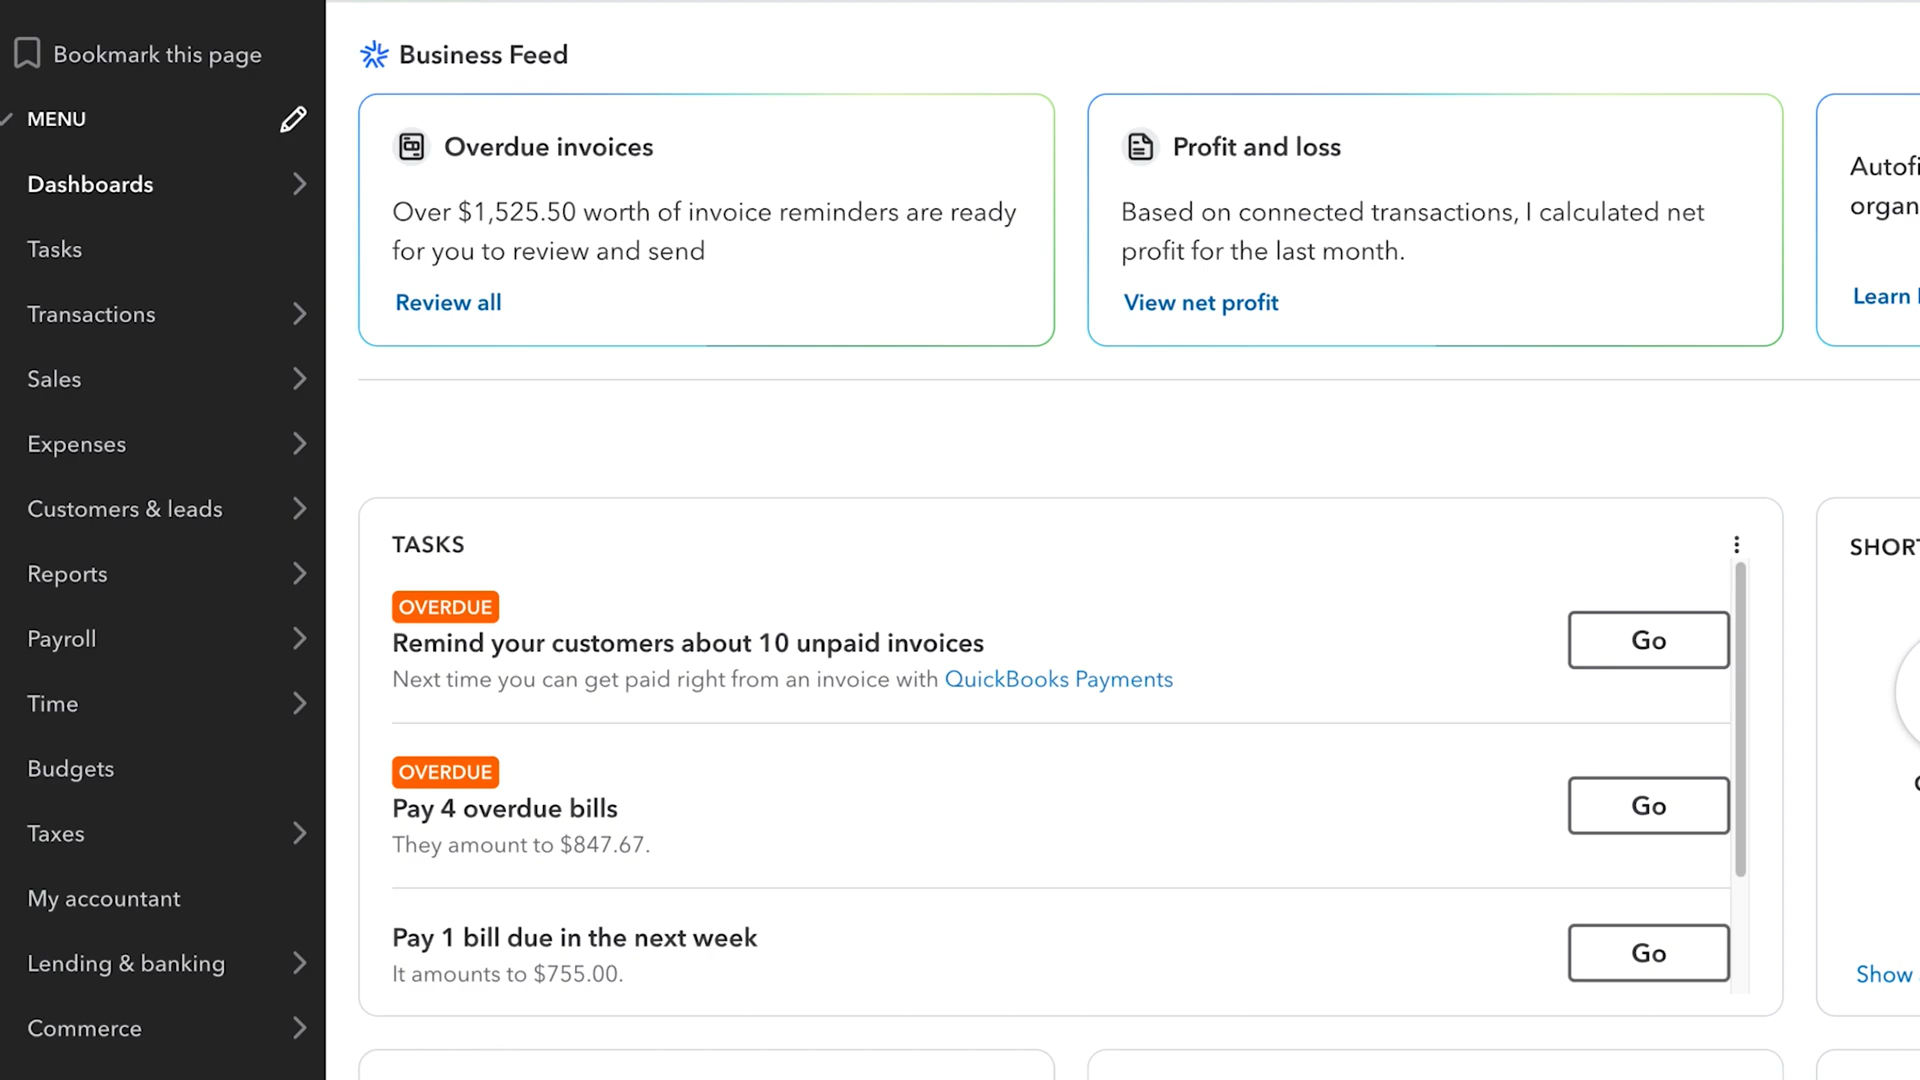 Bookmark this page
MENU
Dashboards
Tasks
Transactions
Sales
Expenses
Customers & leads
Reports
Payroll
Time
Budgets
Taxes
My accountant
Lending & banking
Commerce
Business Feed
Overdue invoices
Over $1,525.50 worth of invoice reminders are ready
for you to review and send
Review all
Profit and loss
Based on connected transactions, I calculated net
profit for the last month.
View net profit
Learn
TASKS
OVERDUE
Remind your customers about 10 unpaid invoices
Next time you can get paid right from an invoice with QuickBooks Payments
Go
OVERDUE
Pay 4 overdue bills
They amount to $847.67.
Go
Pay 1 bill due in the next week
It amounts to $755.00.
Go
Show